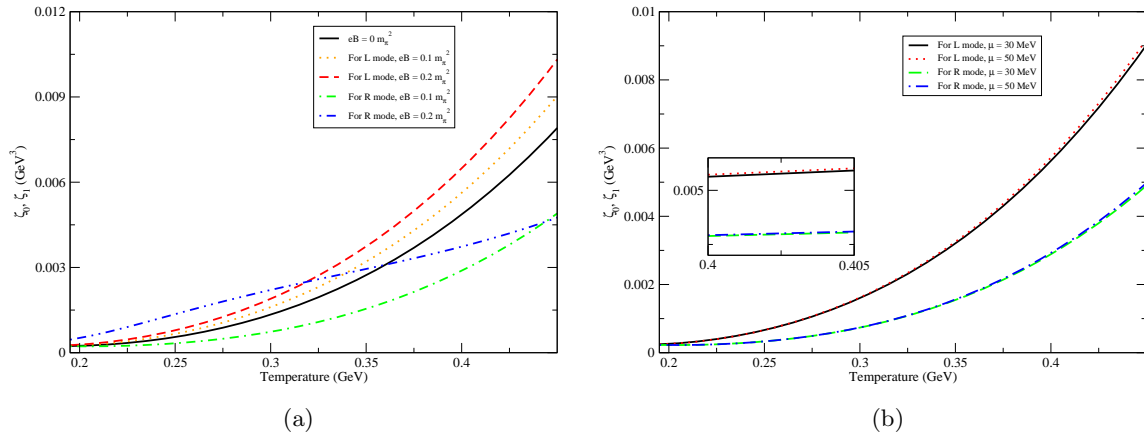 0.012
0.009
0.006
0.003
0
ζ₀, ζ₁ (GeV³)
eB = 0 mπ²
For L mode, eB = 0.1 mπ²
For L mode, eB = 0.2 mπ²
For R mode, eB = 0.1 mπ²
For R mode, eB = 0.2 mπ²
0.2 0.25 0.3 0.35 0.4
Temperature (GeV)
(a)
0.01
0.008
0.006
0.004
0.002
0
ζ₀, ζ₁ (GeV³)
For L mode, μ = 30 MeV
For L mode, μ = 50 MeV
For R mode, μ = 30 MeV
For R mode, μ = 50 MeV
0.005
0.4 0.405
0.2 0.25 0.3 0.35 0.4
Temperature (GeV)
(b)